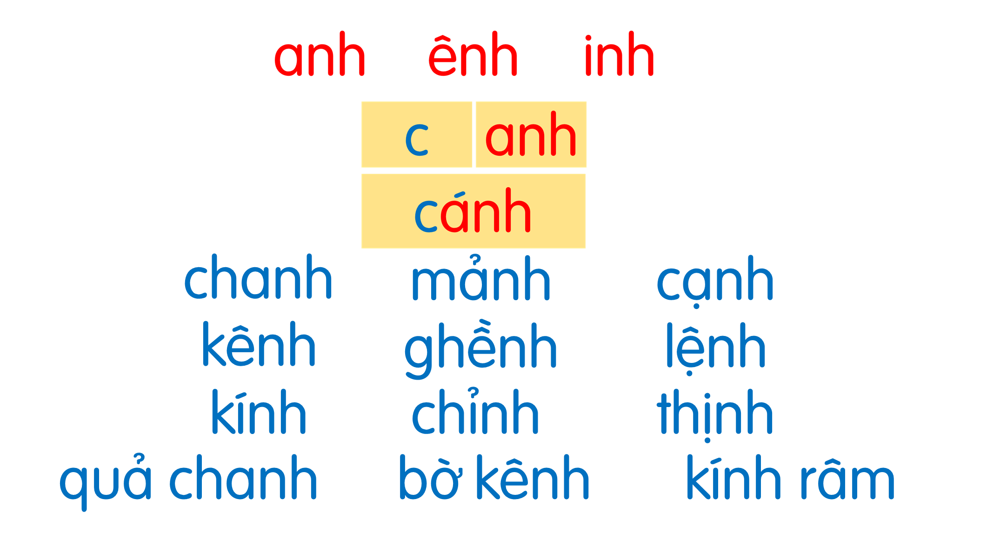 anh ênh inh
c anh
cánh
chanh mảnh cạnh
kênh ghềnh lệnh
kính chỉnh thịnh
quả chanh bờ kênh kính râm